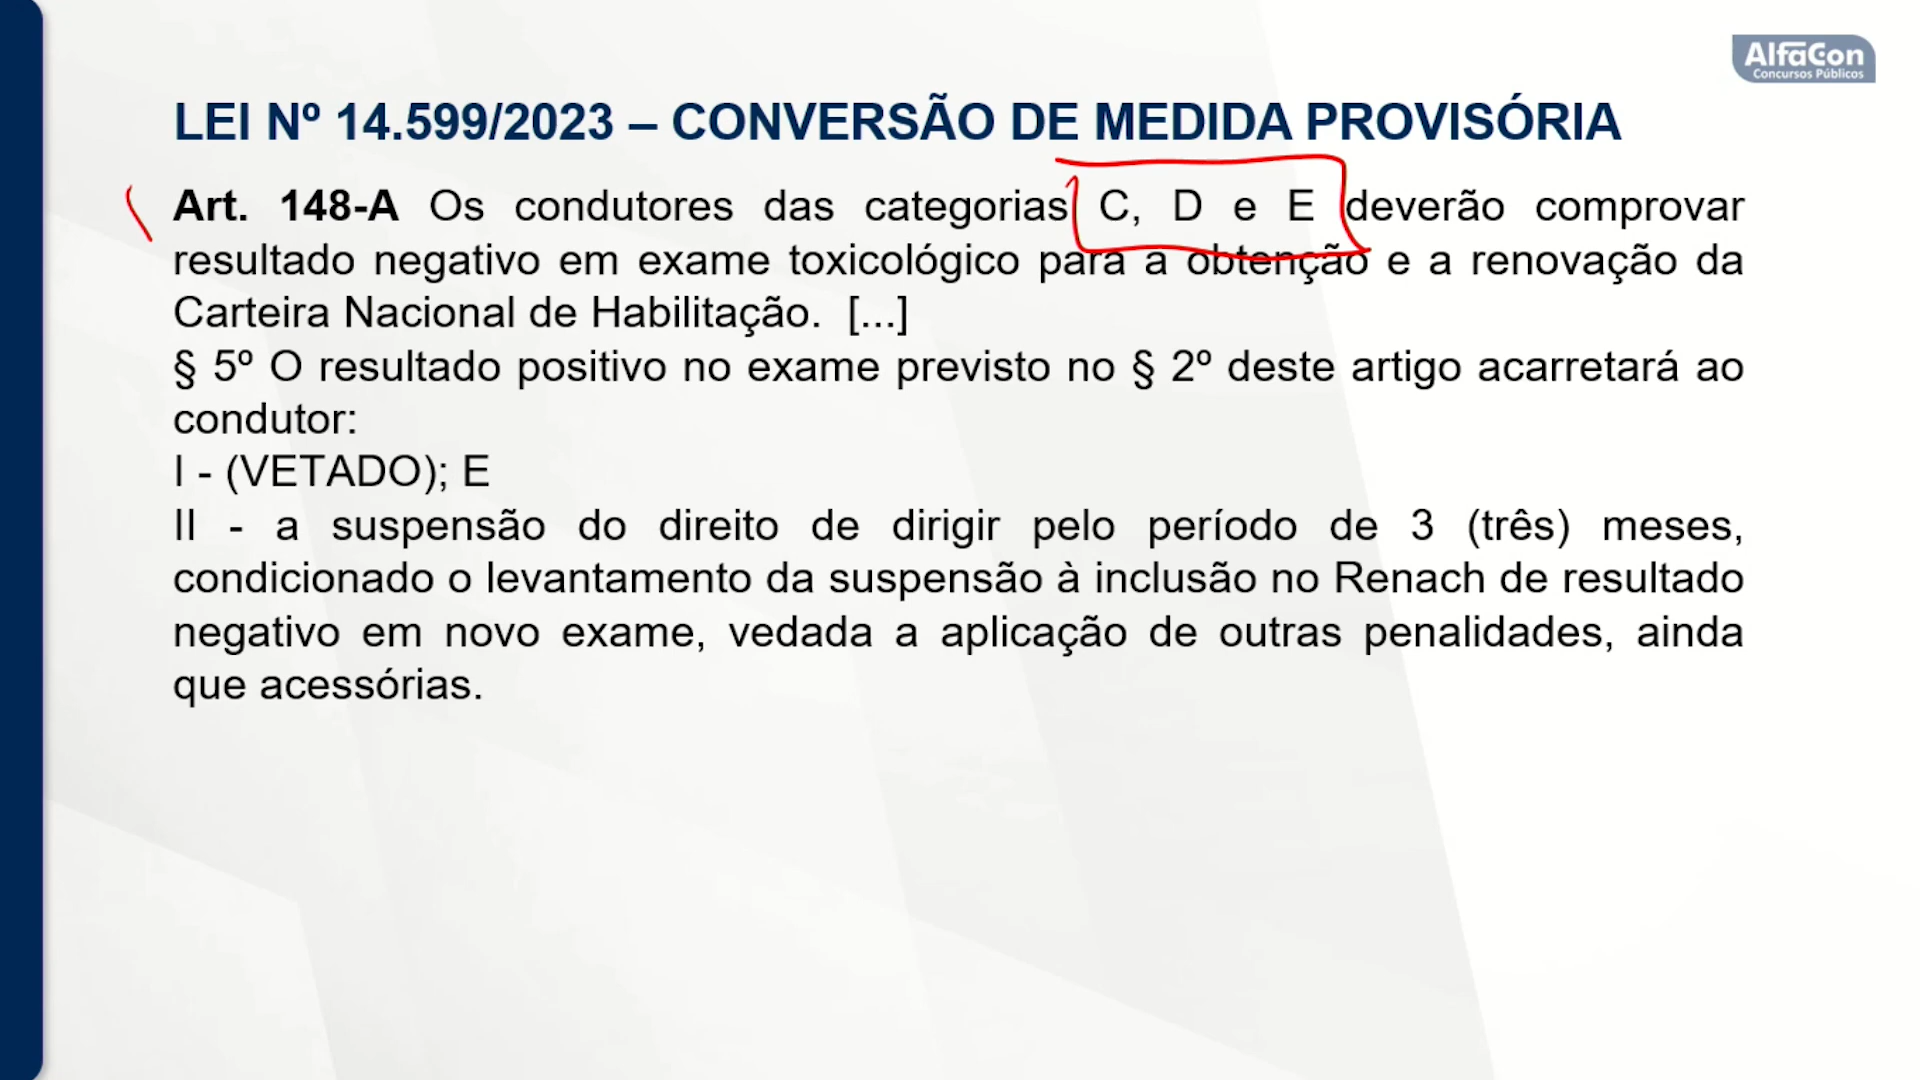 AlfaCon
Concursos Públicos
LEI Nº 14.599/2023 – CONVERSÃO DE MEDIDA PROVISÓRIA
Art. 148-A Os condutores das categorias C, D e E deverão comprovar
resultado negativo em exame toxicológico para a obtenção e a renovação da
Carteira Nacional de Habilitação. [...]
§ 5º O resultado positivo no exame previsto no § 2º deste artigo acarretará ao
condutor:
I - (VETADO); E
II - a suspensão do direito de dirigir pelo período de 3 (três) meses,
condicionado o levantamento da suspensão à inclusão no Renach de resultado
negativo em novo exame, vedada a aplicação de outras penalidades, ainda
que acessórias.